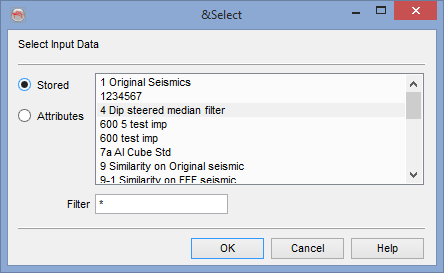 &Select
Select Input Data
Stored
Attributes
1 Original Seismics
1234567
4 Dip steered median filter
600 5 test imp
600 test imp
7a AI Cube Std
9 Similarity on Original seismic
9-1 Similarity on FEF seismic
Filter *
OK Cancel Help